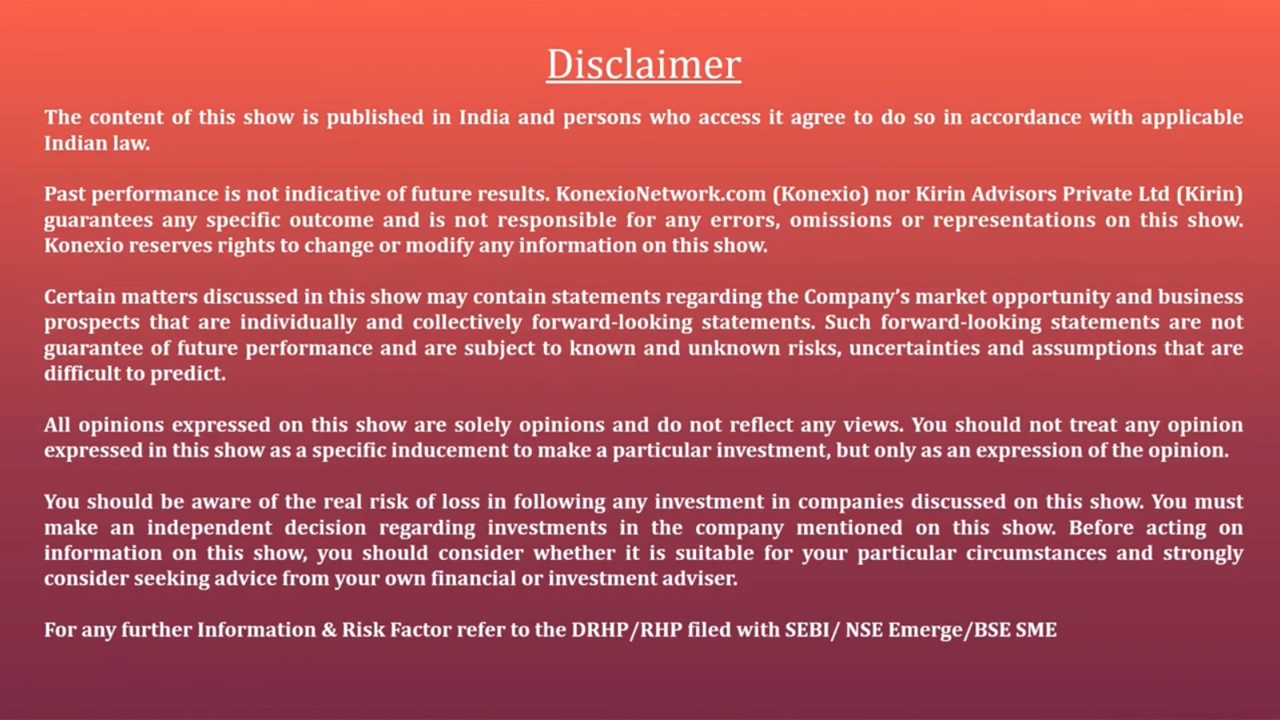 Disclaimer
The content of this show is published in India and persons who access it agree to do so in accordance with applicable
Indian law.
Past performance is not indicative of future results. KonexioNetwork.com (Konexio) nor Kirin Advisors Private Ltd (Kirin)
guarantees any specific outcome and is not responsible for any errors, omissions or representations on this show.
Konexio reserves rights to change or modify any information on this show.
Certain matters discussed in this show may contain statements regarding the Company's market opportunity and business
prospects that are individually and collectively forward-looking statements. Such forward-looking statements are not
guarantee of future performance and are subject to known and unknown risks, uncertainties and assumptions that are
difficult to predict.
All opinions expressed on this show are solely opinions and do not reflect any views. You should not treat any opinion
expressed in this show as a specific inducement to make a particular investment, but only as an expression of the opinion.
You should be aware of the real risk of loss in following any investment in companies discussed on this show. You must
make an independent decision regarding investments in the company mentioned on this show. Before acting on
information on this show, you should consider whether it is suitable for your particular circumstances and strongly
consider seeking advice from your own financial or investment adviser.
For any further Information & Risk Factor refer to the DRHP/RHP filed with SEBI/ NSE Emerge/BSE SME